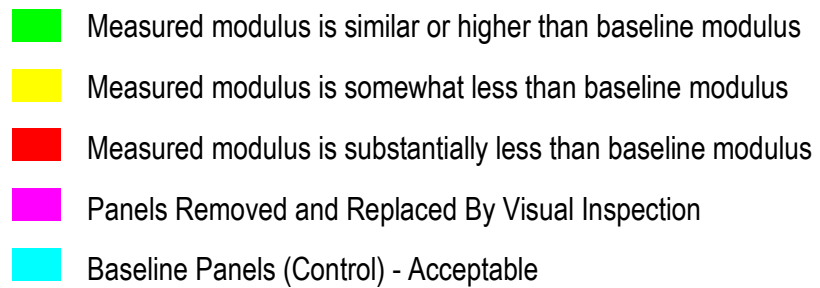 Measured modulus is similar or higher than baseline modulus
Measured modulus is somewhat less than baseline modulus
Measured modulus is substantially less than baseline modulus
Panels Removed and Replaced By Visual Inspection
Baseline Panels (Control) - Acceptable